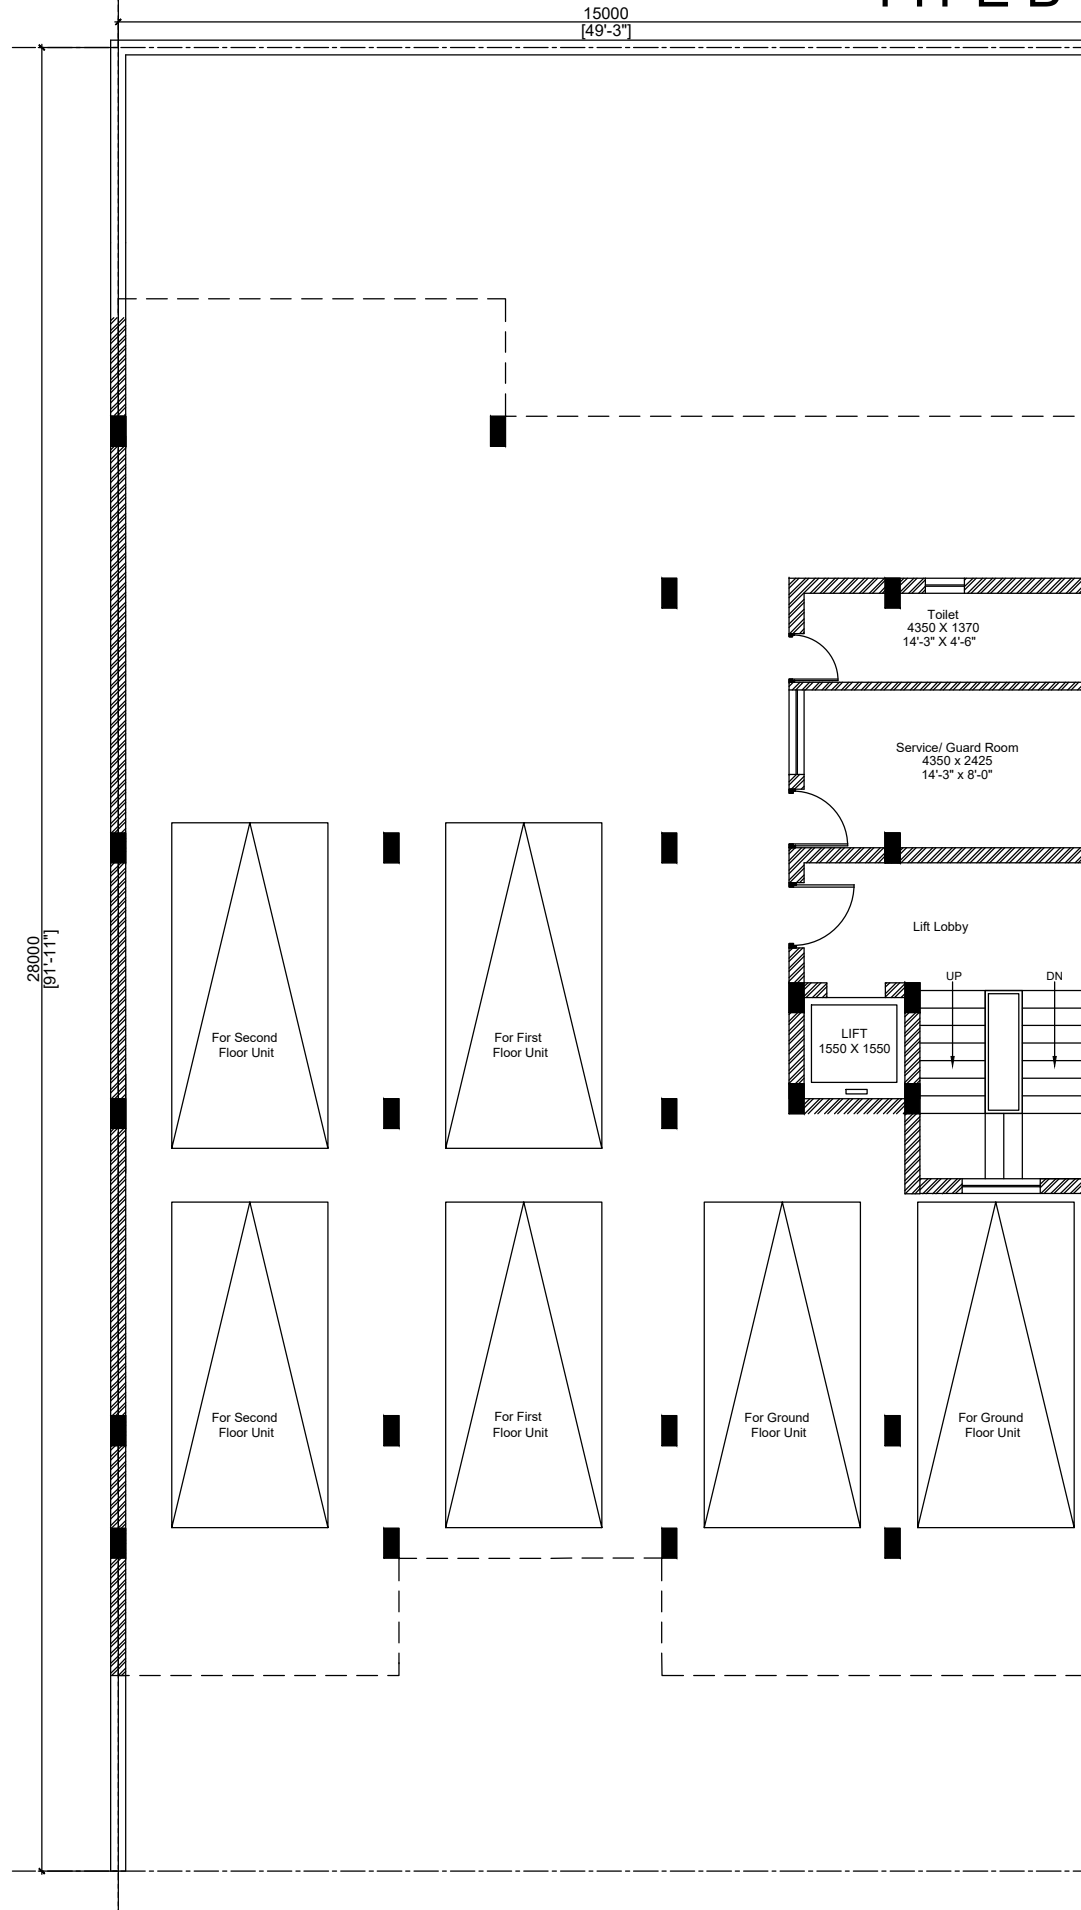 15000
[49'-3"]
Toilet
4350 X 1370
14'-3" X 4'-6"
Service/ Guard Room
4350 x 2425
14'-3" x 8'-0"
Lift Lobby
UP
DN
28000
[91'-11"]
LIFT
1550 X 1550
For Second
Floor Unit
For First
Floor Unit
For Second
Floor Unit
For First
Floor Unit
For Ground
Floor Unit
For Ground
Floor Unit